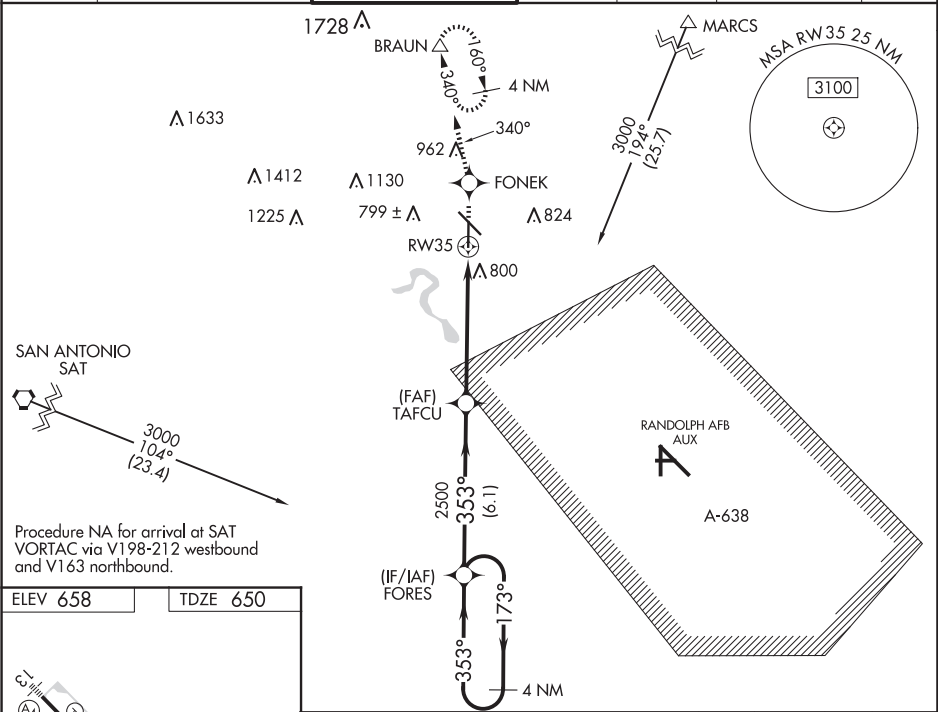 1728
BRAUN
340°
160°
4 NM
MARCS
MSA RW35 25 NM
3100
1633
340°
962
3000
194°
(25.7)
1412
1130
FONEK
1225
799 ±
824
RW35
800
SAN ANTONIO
SAT
(FAF)
TAFCU
RANDOLPH AFB
AUX
3000
104°
(23.4)
2500
353°
(6.1)
A-638
Procedure NA for arrival at SAT
VORTAC via V198-212 westbound
and V163 northbound.
(IF/IAF)
FORES
173°
ELEV 658
TDZE 650
353°
4 NM
13